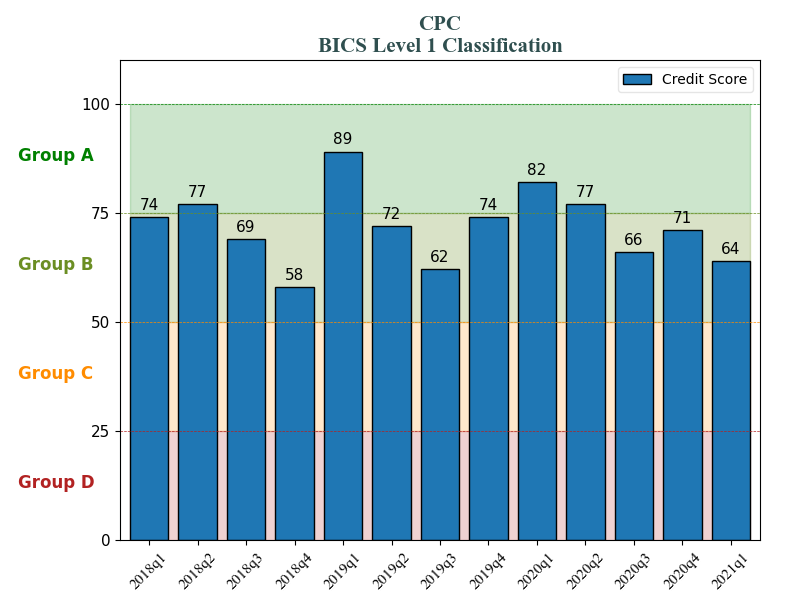 CPC
BICS Level 1 Classification
Credit Score
100
Group A
89
82
77
77
74
74
72
71
75
69
66
64
62
58
Group B
50
Group C
25
Group D
0
2018q1
2018q2
2018q3
2018q4
2019q1
2019q2
2019q3
2019q4
2020q1
2020q2
2020q3
2020q4
2021q1